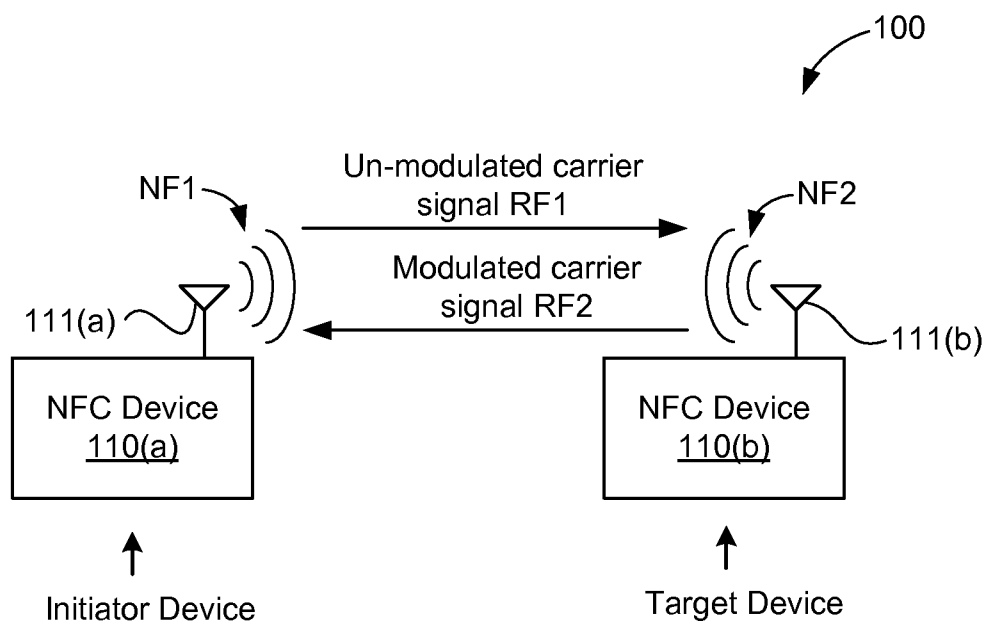 100
NF1
Un-modulated carrier
signal RF1
NF2
Modulated carrier
signal RF2
111(a)
111(b)
NFC Device
110(a)
NFC Device
110(b)
Initiator Device
Target Device